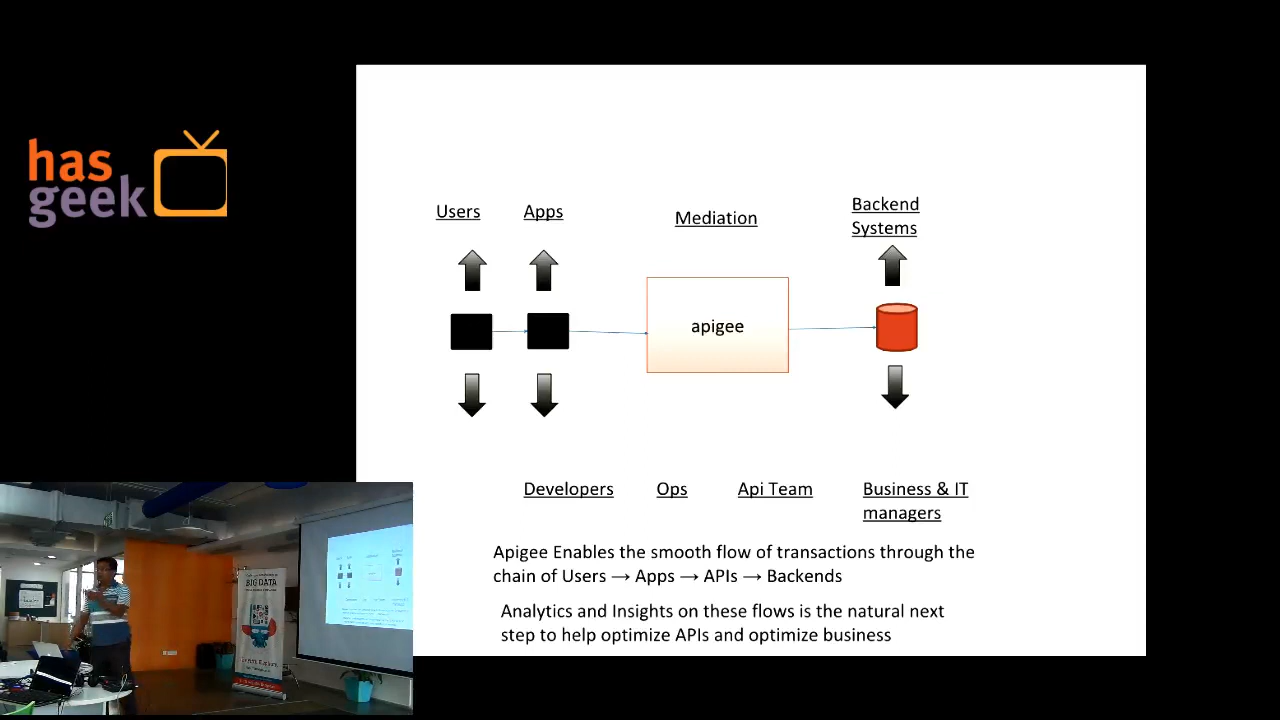 has
geek
Users
Apps
Mediation
Backend
Systems
apigee
Developers
Ops
Api Team
Business & IT
managers
Apigee Enables the smooth flow of transactions through the
chain of Users → Apps → APIs → Backends
Analytics and Insights on these flows is the natural next
step to help optimize APIs and optimize business
BIG DATA